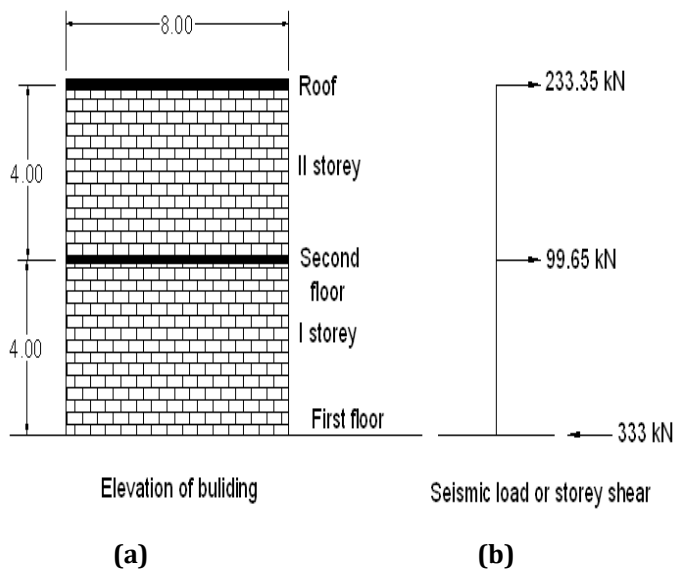 8.00
Roof
233.35 kN
4.00
II storey
Second
floor
99.65 kN
4.00
I storey
First floor
333 kN
Elevation of buliding
Seismic load or storey shear
(a)
(b)